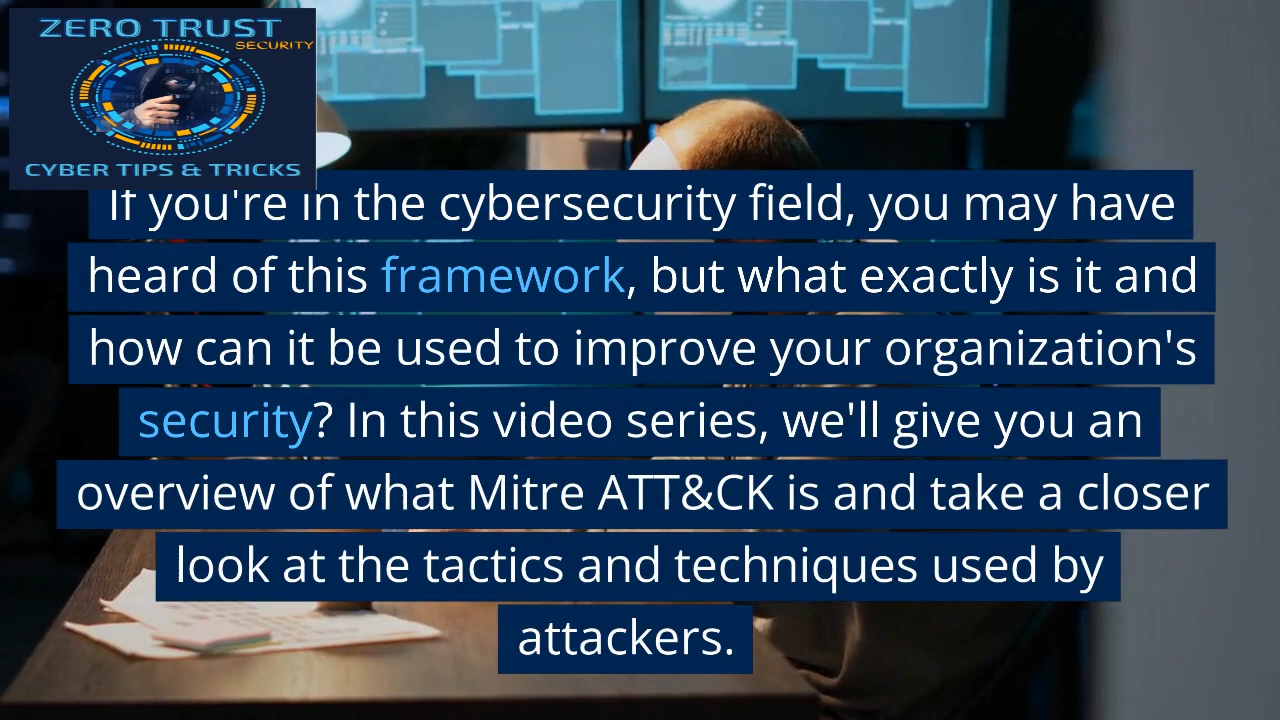 ZERO TRUST
SECURITY
CYBER TIPS & TRICKS
If you're in the cybersecurity field, you may have
heard of this framework, but what exactly is it and
how can it be used to improve your organization's
security? In this video series, we'll give you an
overview of what Mitre ATT&CK is and take a closer
look at the tactics and techniques used by
attackers.